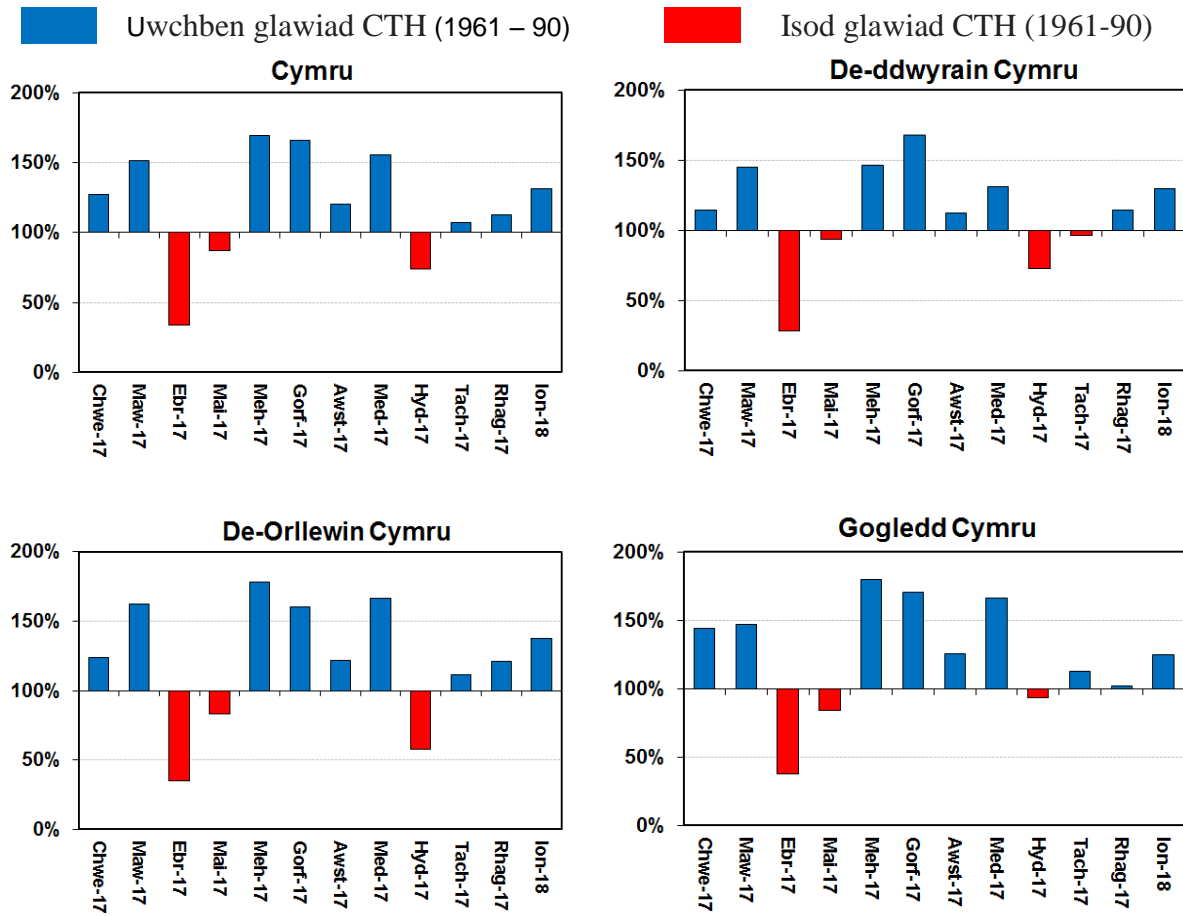 Uwchben glawiad CTH (1961 – 90)
Isod glawiad CTH (1961-90)
Cymru
200%
150%
100%
50%
0%
Chwe-17
Maw-17
Ebr-17
Mai-17
Meh-17
Gorf-17
Awst-17
Med-17
Hyd-17
Tach-17
Rhag-17
Ion-18
De-ddwyrain Cymru
200%
150%
100%
50%
0%
Chwe-17
Maw-17
Ebr-17
Mai-17
Meh-17
Gorf-17
Awst-17
Med-17
Hyd-17
Tach-17
Rhag-17
Ion-18
De-Orllewin Cymru
200%
150%
100%
50%
0%
Chwe-17
Maw-17
Ebr-17
Mai-17
Meh-17
Gorf-17
Awst-17
Med-17
Hyd-17
Tach-17
Rhag-17
Ion-18
Gogledd Cymru
200%
150%
100%
50%
0%
Chwe-17
Maw-17
Ebr-17
Mai-17
Meh-17
Gorf-17
Awst-17
Med-17
Hyd-17
Tach-17
Rhag-17
Ion-18